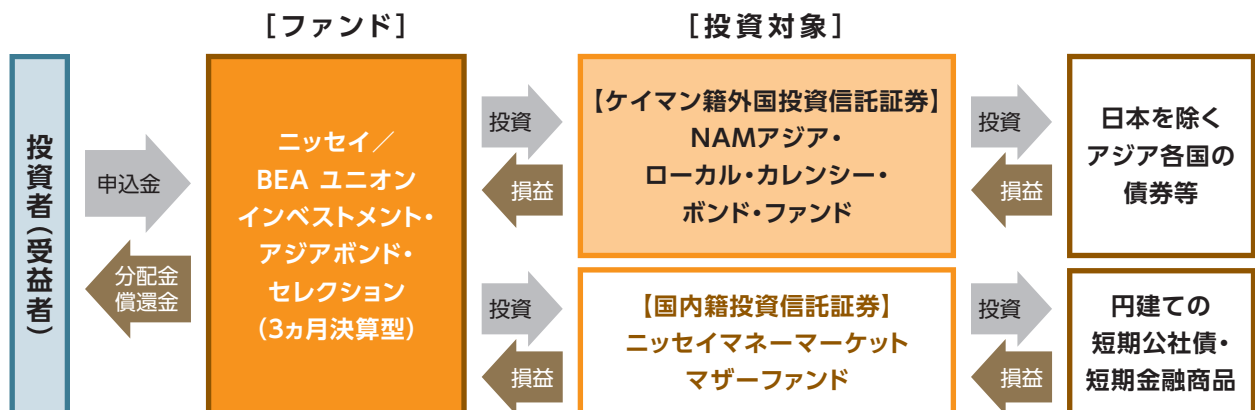 [ファンド]
[投資対象]
投資者(受益者)
申込金
分配金
償還金
ニッセイ/
BEA ユニオン
インベストメント・
アジアボンド・
セレクション
(3ヵ月決算型)
投資
損益
【ケイマン籍外国投資信託証券】
NAMアジア・
ローカル・カレンシー・
ボンド・ファンド
投資
損益
日本を除く
アジア各国の
債券等
投資
損益
【国内籍投資信託証券】
ニッセイマネーマーケット
マザーファンド
投資
損益
円建ての
短期公社債・
短期金融商品